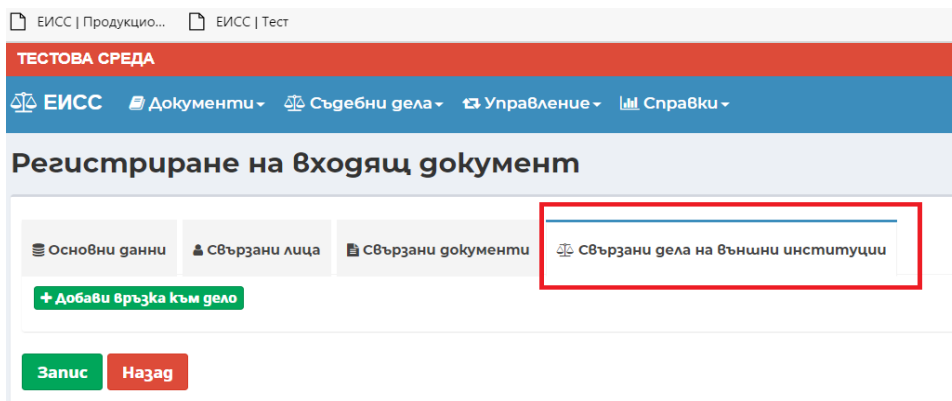 ЕИСС | Продукцио... ЕИСС | Тест
ТЕСТОВА СРЕДА
ЕИСС Документи Съдебни дела Управление Справки
Регистриране на входящ документ
Основни данни Свързани лица Свързани документи Свързани дела на външни институции
+ Добави връзка към дело
Запис Назад